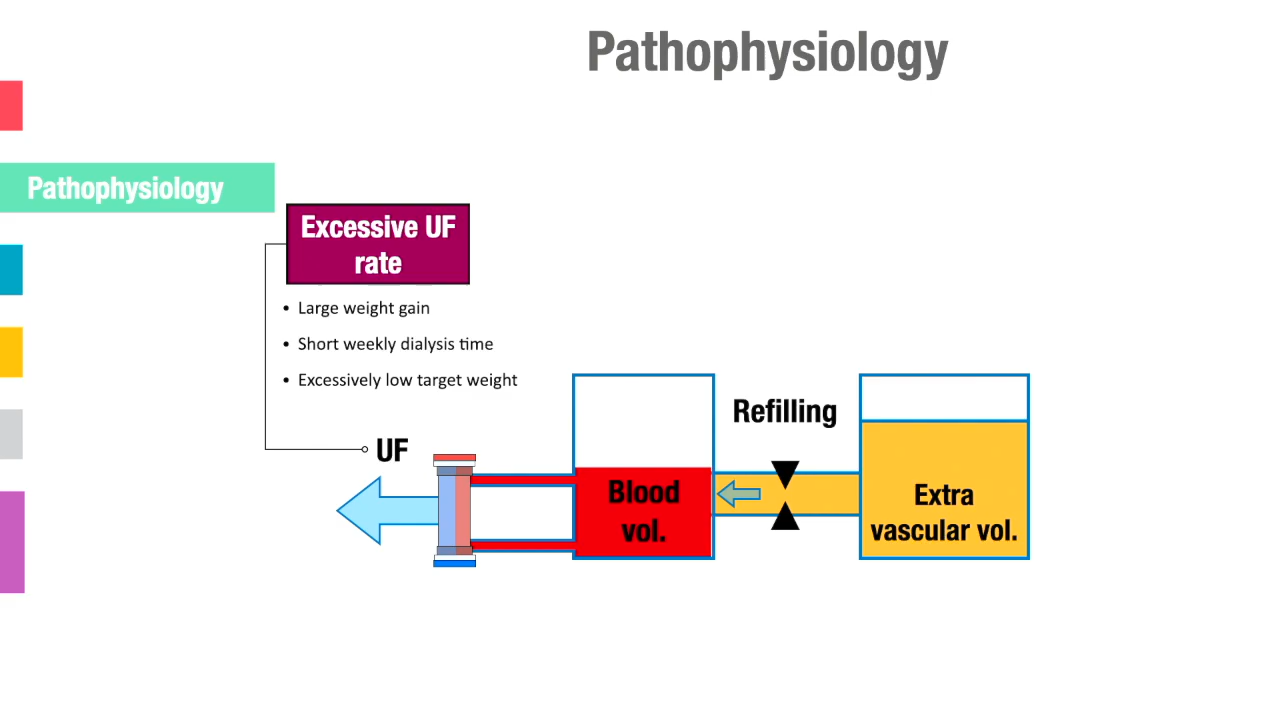 Pathophysiology
Pathophysiology
Excessive UF
rate
• Large weight gain
• Short weekly dialysis time
• Excessively low target weight
UF
Refilling
Blood
vol.
Extra
vascular vol.